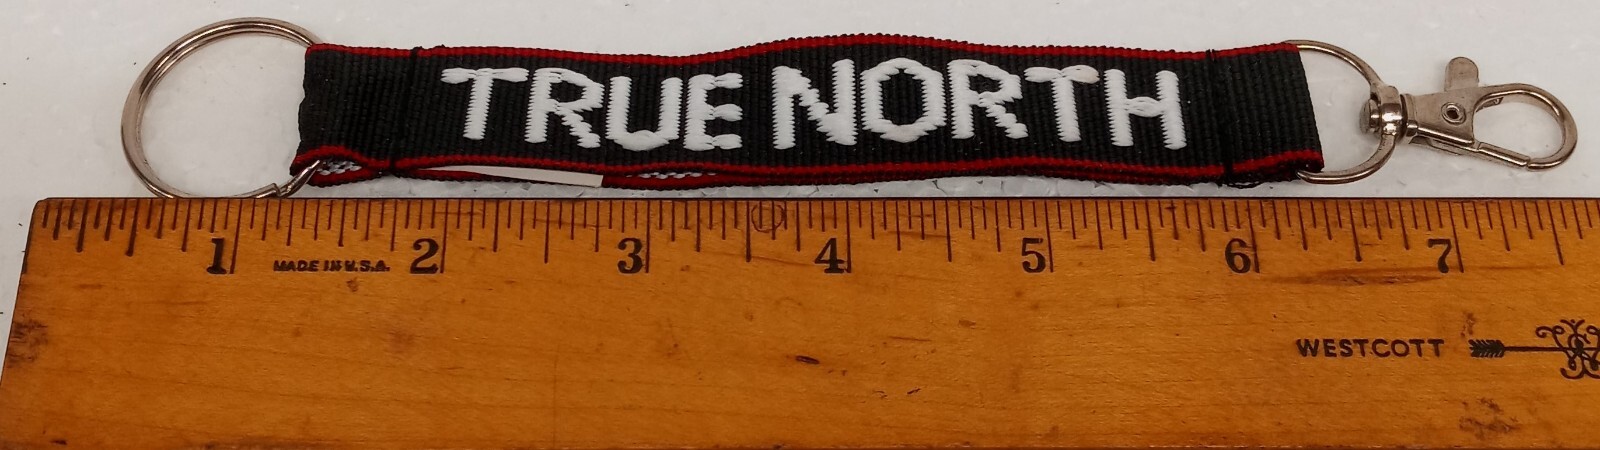 TRUE NORTH
1 2 3 4 5 6 7
MADE IN U.S.A.
WESTCOTT